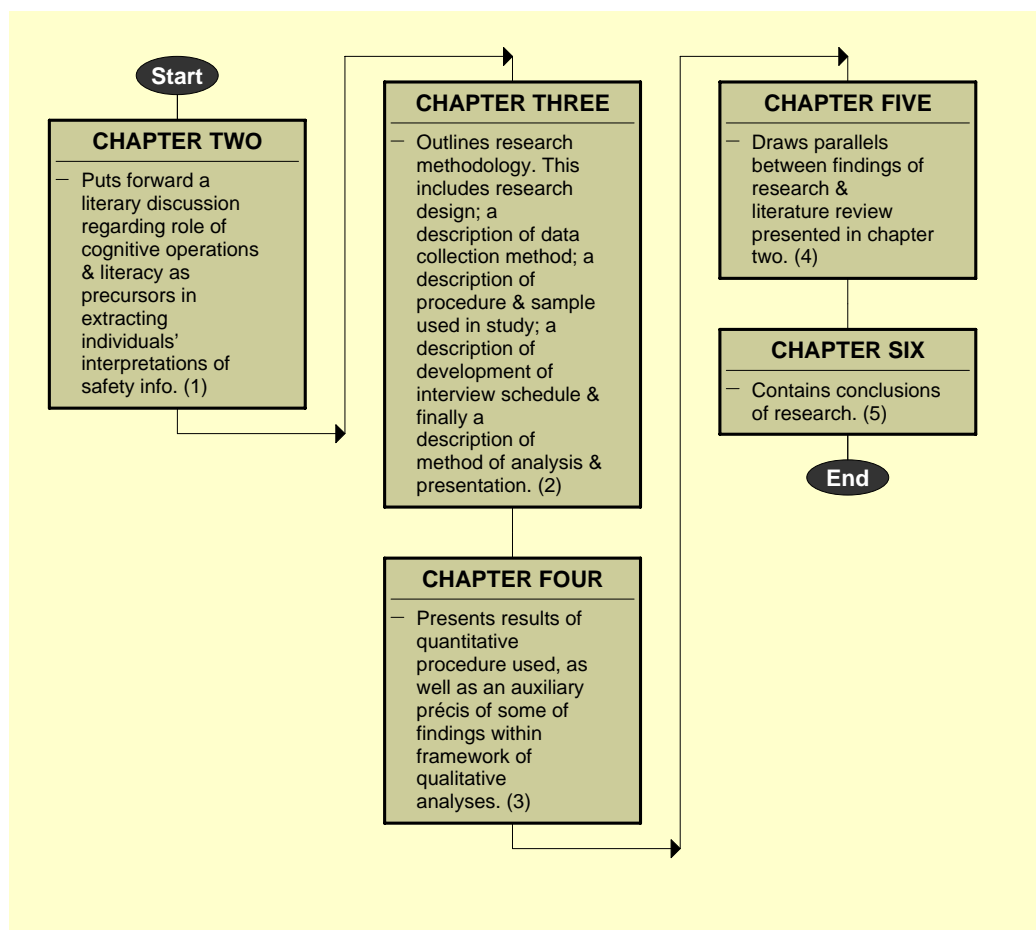 Start
CHAPTER TWO
— Puts forward a
literary discussion
regarding role of
cognitive operations
& literacy as
precursors in
extracting
individuals’
interpretations of
safety info. (1)
CHAPTER THREE
— Outlines research
methodology. This
includes research
design; a
description of data
collection method; a
description of
procedure & sample
used in study; a
description of
development of
interview schedule &
finally a
description of
method of analysis &
presentation. (2)
CHAPTER FOUR
— Presents results of
quantitative
procedure used, as
well as an auxiliary
précis of some of
findings within
framework of
qualitative
analyses. (3)
CHAPTER FIVE
— Draws parallels
between findings of
research &
literature review
presented in chapter
two. (4)
CHAPTER SIX
— Contains conclusions
of research. (5)
End